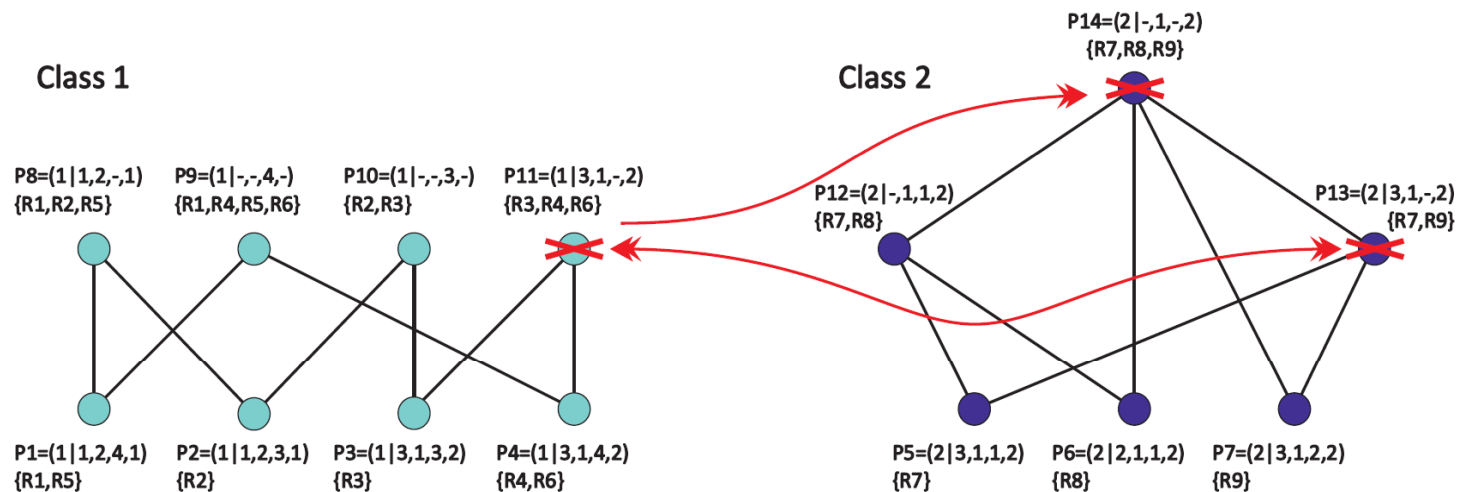 P14=(2|-,1,-,2)
{R7,R8,R9}
Class 1
Class 2
P8=(1|1,2,-,1)
{R1,R2,R5}
P9=(1|-,-,4,-)
{R1,R4,R5,R6}
P10=(1|-,-,3,-)
{R2,R3}
P11=(1|3,1,-,2)
{R3,R4,R6}
P12=(2|-,1,1,2)
{R7,R8}
P13=(2|3,1,-,2)
{R7,R9}
P1=(1|1,2,4,1)
{R1,R5}
P2=(1|1,2,3,1)
{R2}
P3=(1|3,1,3,2)
{R3}
P4=(1|3,1,4,2)
{R4,R6}
P5=(2|3,1,1,2)
{R7}
P6=(2|2,1,1,2)
{R8}
P7=(2|3,1,2,2)
{R9}